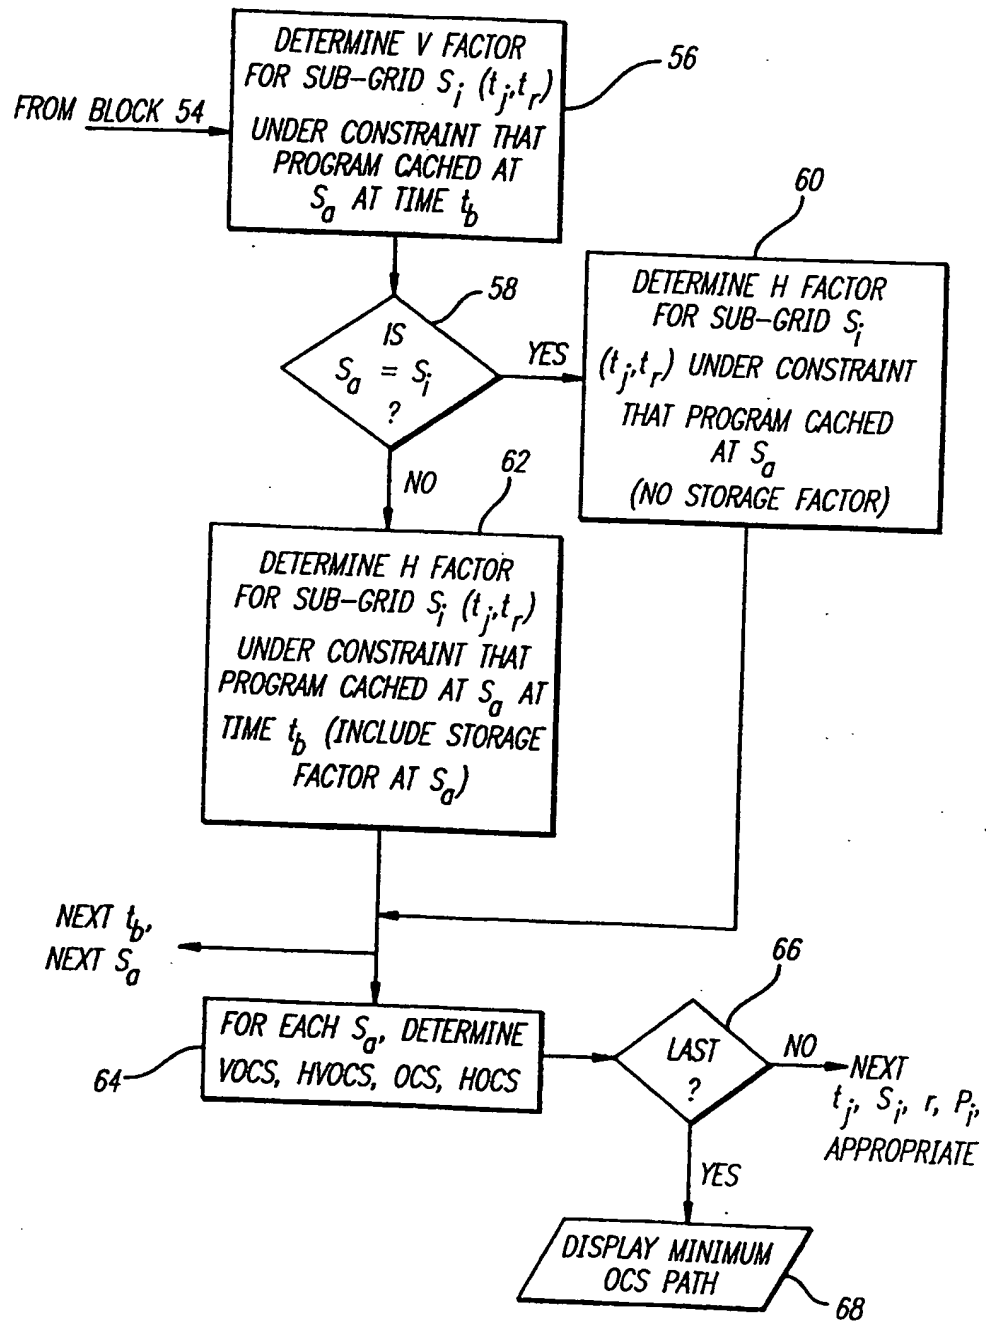 DETERMINE V FACTOR
FOR SUB-GRID Si (tj,tr)
UNDER CONSTRAINT THAT
PROGRAM CACHED AT
Sa AT TIME tb
56
FROM BLOCK 54
60
DETERMINE H FACTOR
FOR SUB-GRID Si
(tj,tr) UNDER CONSTRAINT
THAT PROGRAM CACHED
AT Sa
(NO STORAGE FACTOR)
58
IS
Sa = Si
?
YES
NO
62
DETERMINE H FACTOR
FOR SUB-GRID Si (tj,tr)
UNDER CONSTRAINT THAT
PROGRAM CACHED AT Sa AT
TIME tb (INCLUDE STORAGE
FACTOR AT Sa)
NEXT tb,
NEXT Sa
FOR EACH Sa, DETERMINE
VOCS, HVOCS, OCS, HOCS
64
66
LAST
?
NO
NEXT
tj, Si, r, Pi,
APPROPRIATE
YES
DISPLAY MINIMUM
OCS PATH
68